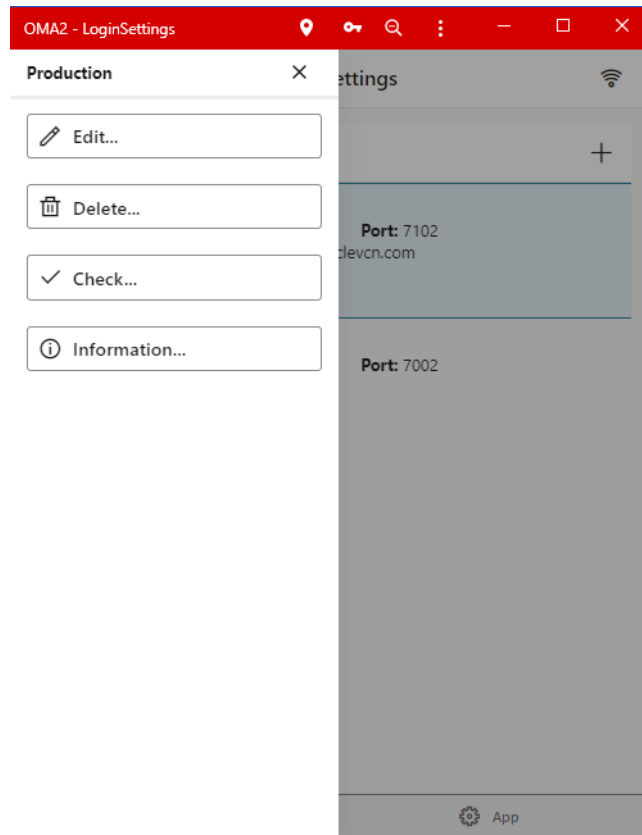 OMA2 - LoginSettings
Production
ettings
Edit...
Delete...
Port: 7102
clevcn.com
Check...
Information...
Port: 7002
App